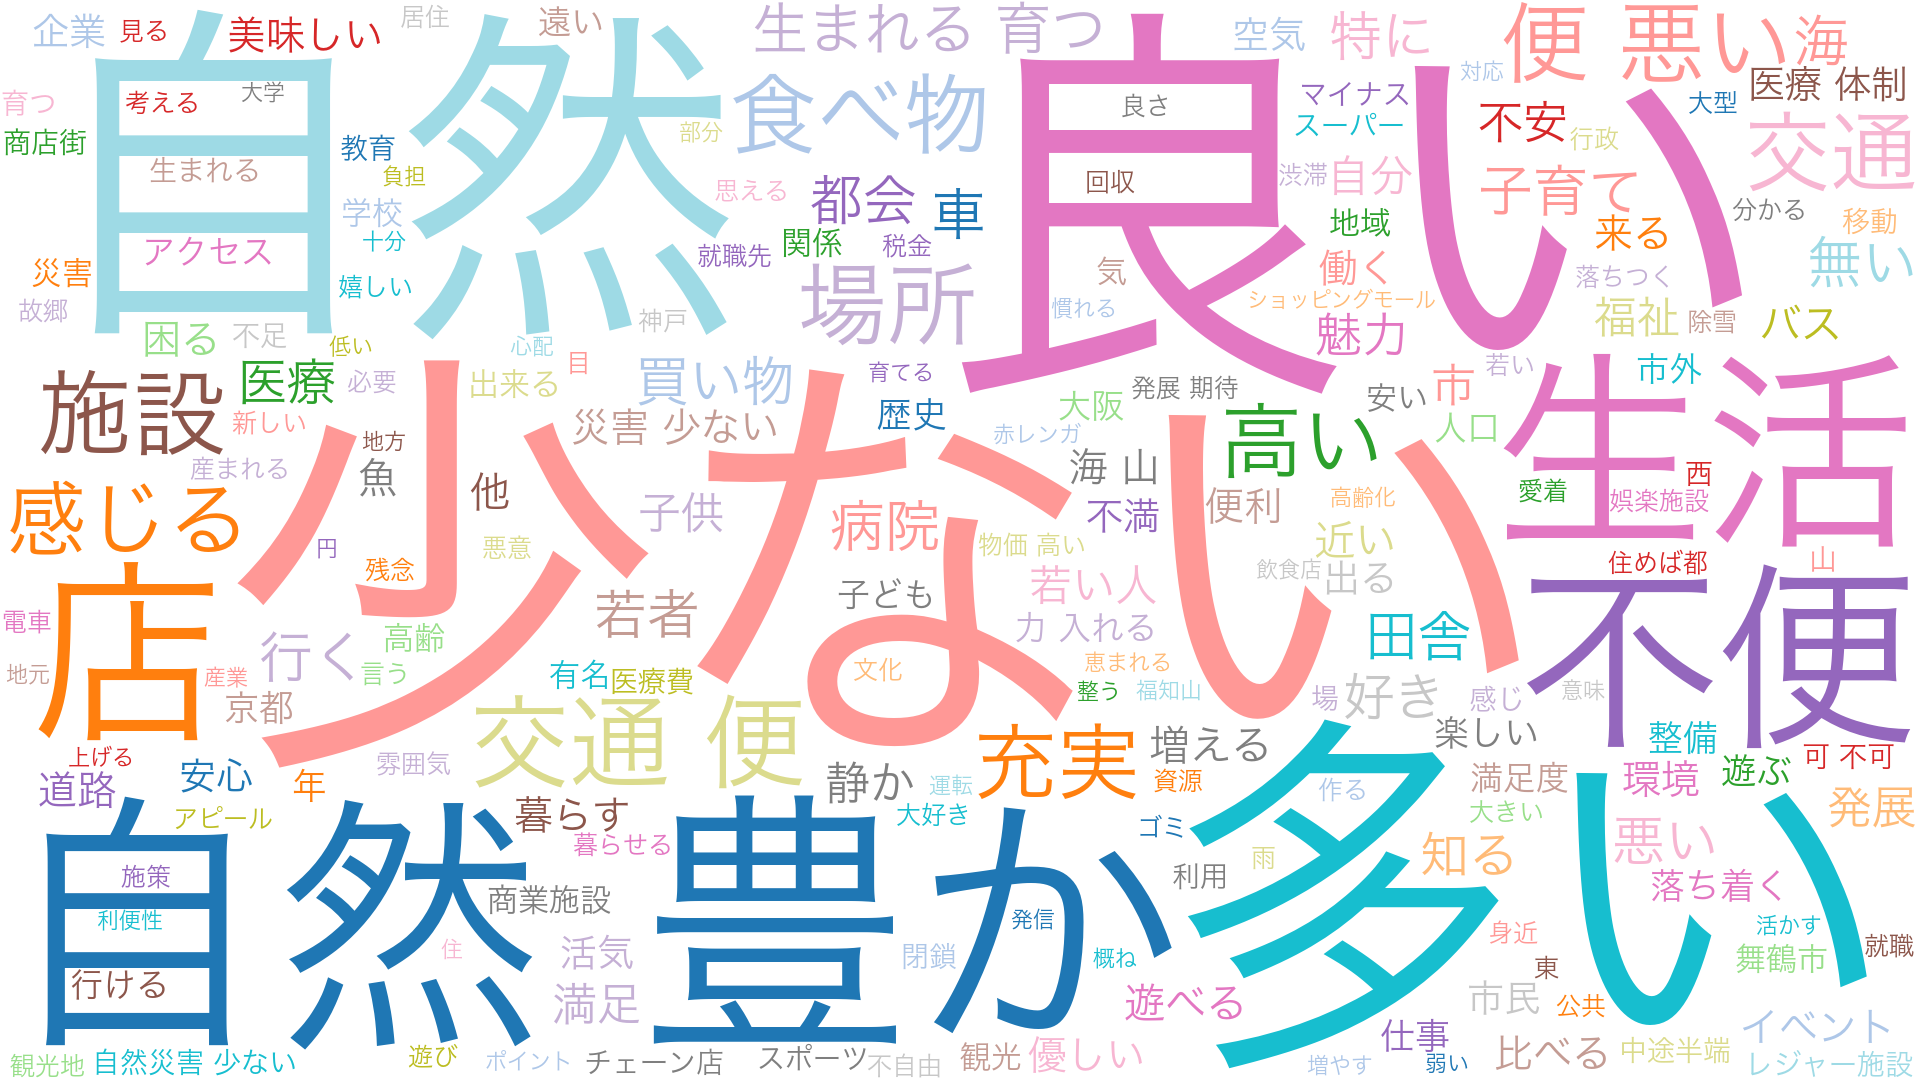 企業 見る 美味しい 居住 遠い 生まれる 育つ 空気 特に 便 悪い 海
自然 良い
育つ 考える 大学 食べ物 良さ マイナス 対応 大型 医療 体制
商店街 教育 部分 スーパー 不安 行政 交通
生まれる 負担 思える 都会 車 回収 渋滞 自分 子育て 分かる
学校 地域 来る 移動
アクセス 十分 就職先 関係 税金 働く 無い
災害 嬉しい 場所 気 落ちつく
故郷 神戸 慣れる ショッピングモール 福祉 除雪 バス
困る 不足 低い 心配 目 魅力
少ない 生活
施設 医療 必要 出来る 買い物 育てる 発展 期待 安い 市 若い 市外
新しい 地方 災害 少ない 歴史 大阪 赤レンガ 高い 人口
産まれる 魚 他 海 山 西
感じる 子供 病院 不満 便利 高齢化 愛着 娯楽施設
円 残念 悪意 物価 高い 近い 住めば都 山
店 不便
子ども 若い人 飲食店 出る
電車 行く 高齢 若者 力 入れる 田舎
地元 産業 言う 有名 医療費 文化 恵まれる
京都 整う 福知山 場 好き 感じ 意味
交通 便
上げる 雰囲気 充実 増える 楽しい 整備 可 不可
道路 安心 年 静か 運転 資源 作る 満足度 環境 遊ぶ
アピール 暮らす 大好き 大きい 発展
自然 豊か 多い
暮らせる ゴミ 雨 知る 悪い
施策 商業施設 利用 落ち着く
利便性 住 活気 閉鎖 発信 概ね 身近 活かす 舞鶴市 就職
行ける 満足 遊べる 東 市民 公共
観光地 自然災害 少ない 遊び ポイント チェーン店 スポーツ 不自由 観光 優しい 増やす 仕事 弱い 比べる 中途半端 イベント レジャー施設